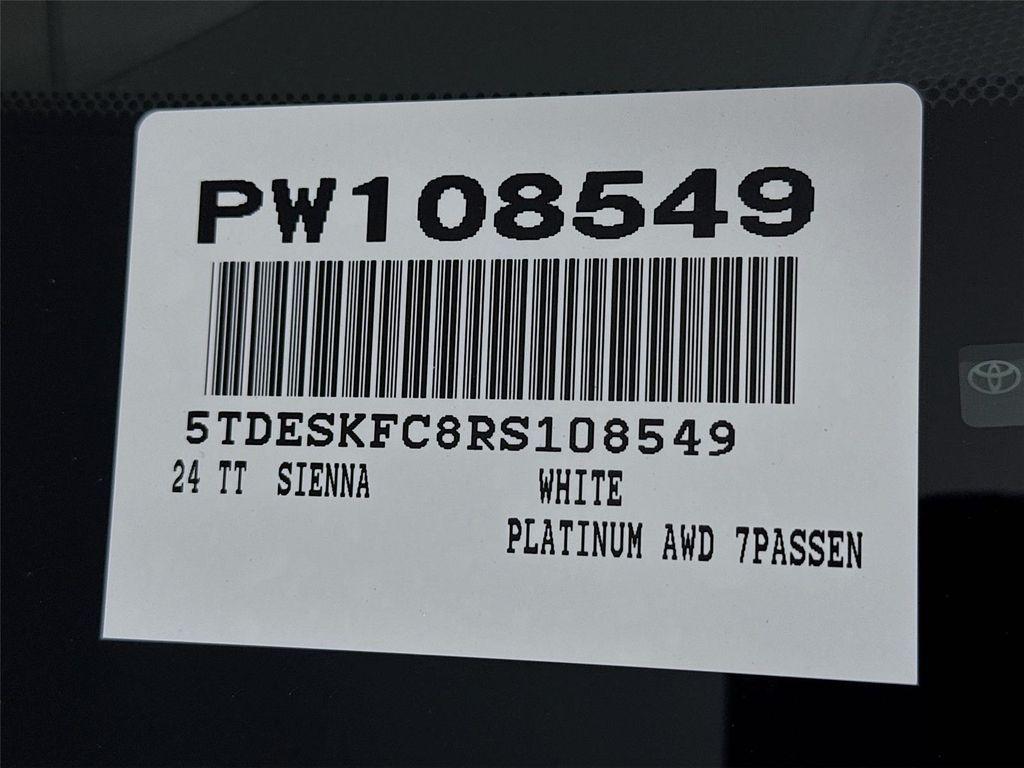 PW108549
5TDESKFC8RS108549
24 TT SIENNA WHITE
PLATINUM AWD 7PASSEN